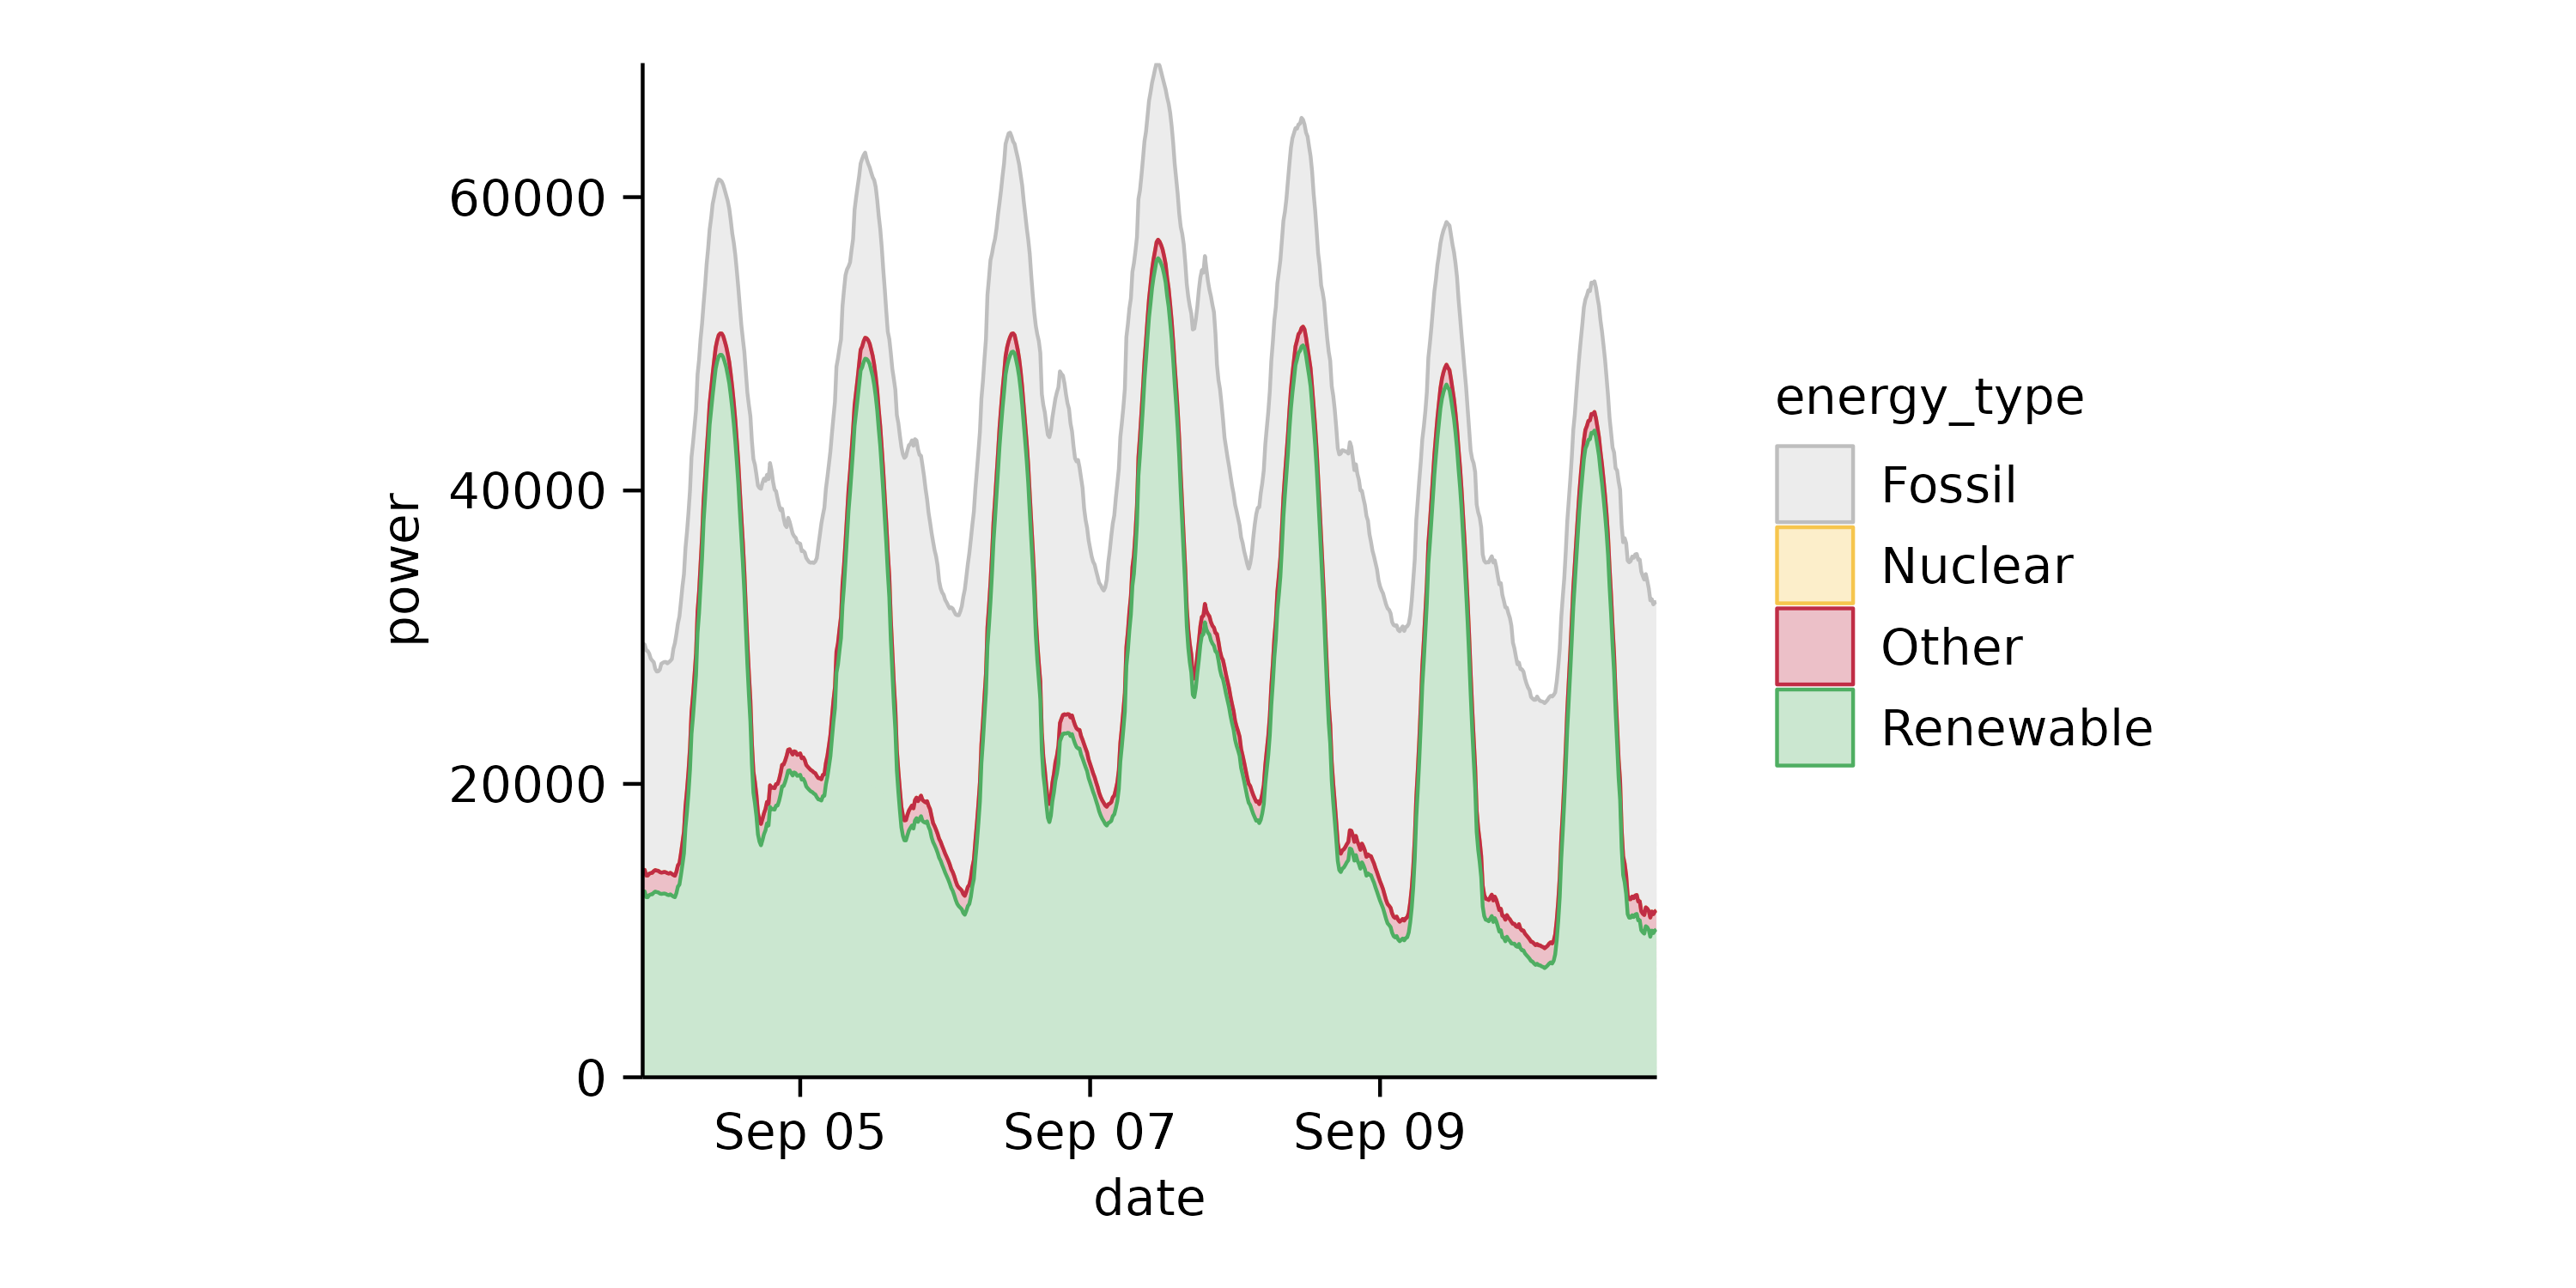 60000
40000
20000
0
power
Sep 05
Sep 07
Sep 09
date
energy_type
Fossil
Nuclear
Other
Renewable